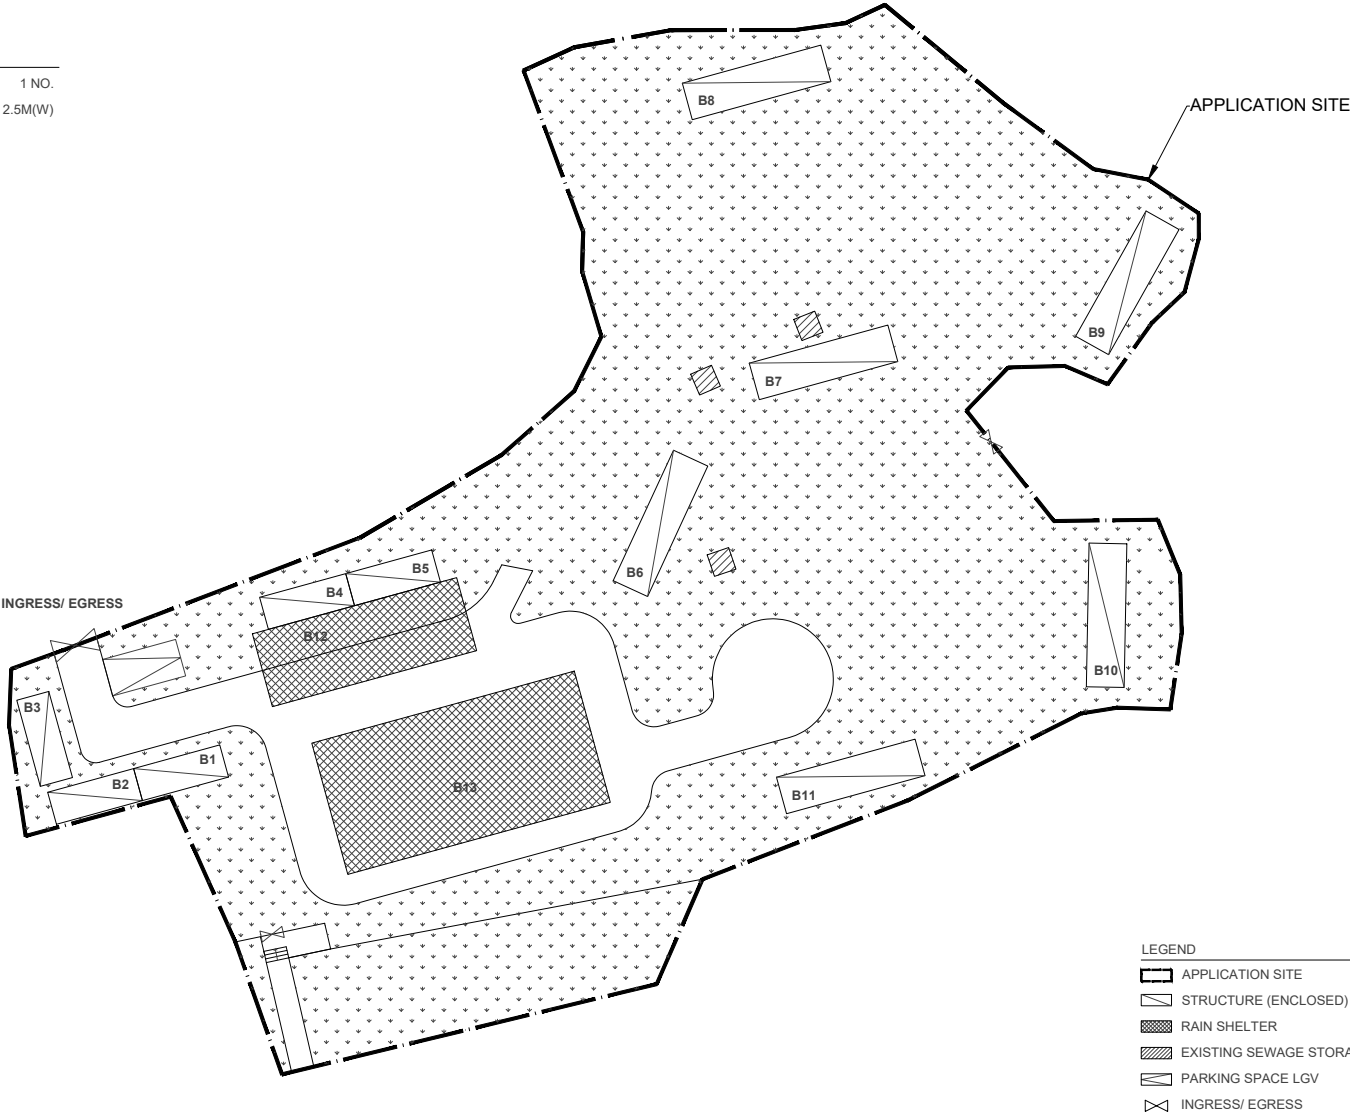 1 NO.
2.5M(W)
APPLICATION SITE
B8
B9
B7
B6
B5
B4
B12
INGRESS/ EGRESS
B3
B10
B1
B2
B13
B11
LEGEND
APPLICATION SITE
STRUCTURE (ENCLOSED)
RAIN SHELTER
EXISTING SEWAGE STORA
PARKING SPACE LGV
INGRESS/ EGRESS